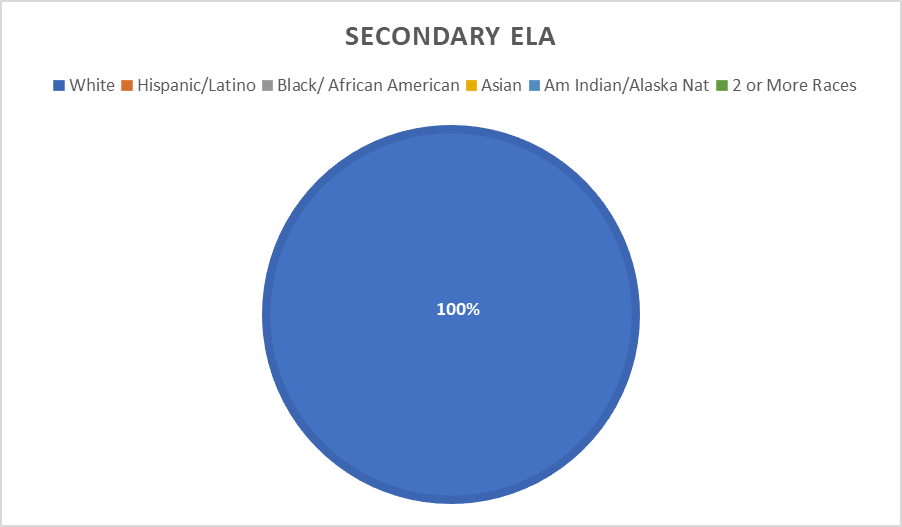 SECONDARY ELA
White Hispanic/Latino Black/ African American Asian Am Indian/Alaska Nat 2 or More Races
100%